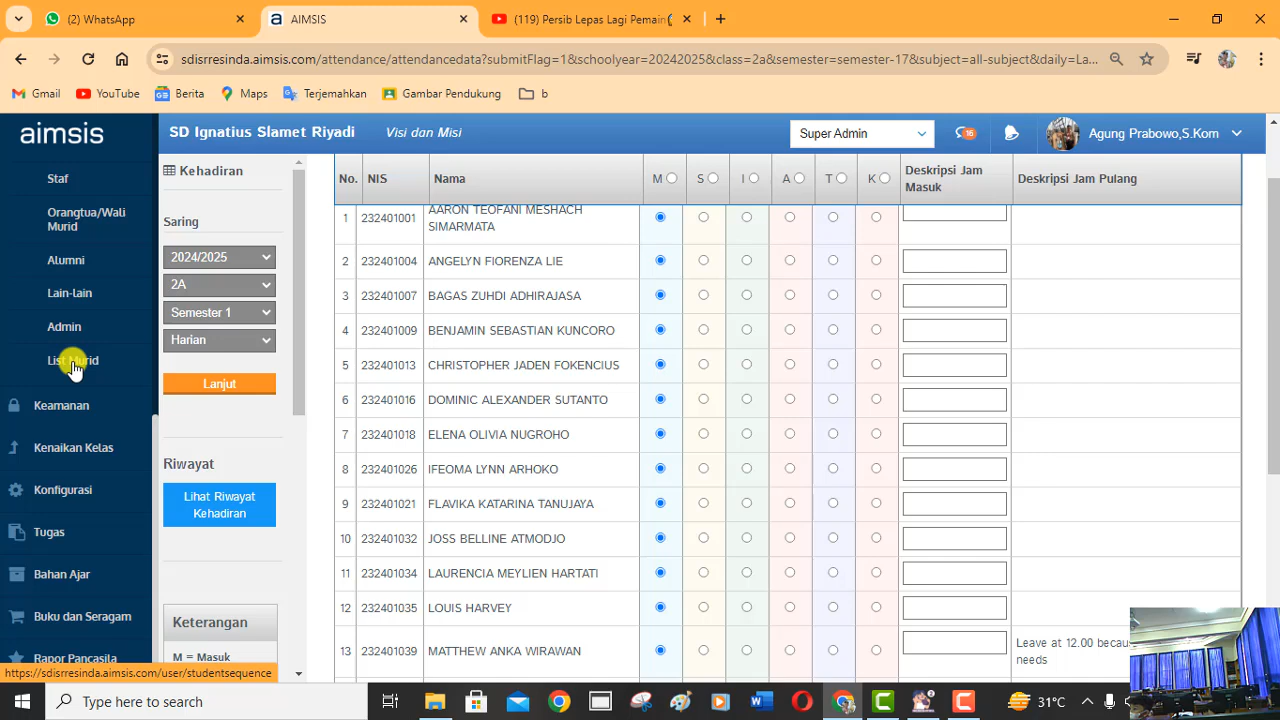 (2) WhatsApp
AIMSIS
(119) Persib Lepas Lagi Pemain
sdisrresinda.aimsis.com/attendance/attendancedata?submitFlag=1&schoolyear=20242025&class=2a&semester=semester-17&subject=all-subject&daily=La...
Gmail YouTube Berita Maps Terjemahkan Gambar Pendukung b
aimsis
SD Ignatius Slamet Riyadi Visi dan Misi Super Admin 16 Agung Prabowo,S.Kom
Staf
Orangtua/Wali
Murid
Alumni
Lain-lain
Admin
List Murid
Keamanan
Kenaikan Kelas
Konfigurasi
Tugas
Bahan Ajar
Buku dan Seragam
Rapor Pancasila
https://sdisrresinda.aimsis.com/user/studentsequence
Kehadiran
Saring
2024/2025
2A
Semester 1
Harian
Lanjut
Riwayat
Lihat Riwayat
Kehadiran
Keterangan
M = Masuk
No. NIS Nama M S I A T K Deskripsi Jam
Masuk Deskripsi Jam Pulang
1 232401001 AARON TEOFANI MESHACH
SIMARMATA
2 232401004 ANGELYN FIORENZA LIE
3 232401007 BAGAS ZUHDI ADHIRAJASA
4 232401009 BENJAMIN SEBASTIAN KUNCORO
5 232401013 CHRISTOPHER JADEN FOKENCIUS
6 232401016 DOMINIC ALEXANDER SUTANTO
7 232401018 ELENA OLIVIA NUGROHO
8 232401026 IFEOMA LYNN ARHOKO
9 232401021 FLAVIKA KATARINA TANUJAYA
10 232401032 JOSS BELLINE ATMODJO
11 232401034 LAURENCIA MEYLIEN HARTATI
12 232401035 LOUIS HARVEY
13 232401039 MATTHEW ANKA WIRAWAN Leave at 12.00
needs
Type here to search
31°C